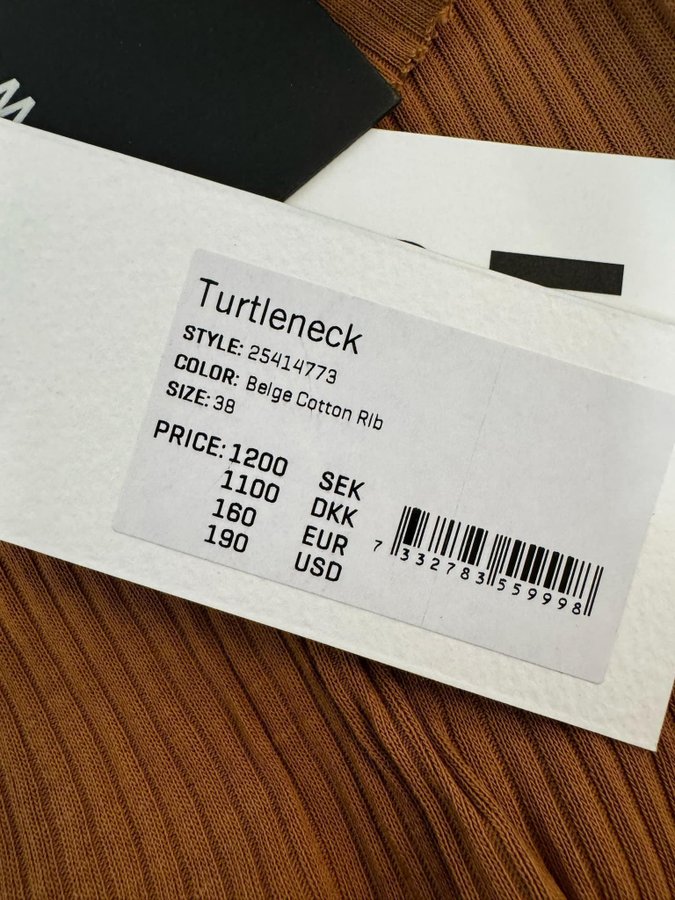 M
Turtleneck
STYLE: 25414773
COLOR: Beige Cotton Rib
SIZE: 38
PRICE: 1200 SEK
1100 DKK
160 EUR
190 USD
7 332783 559998